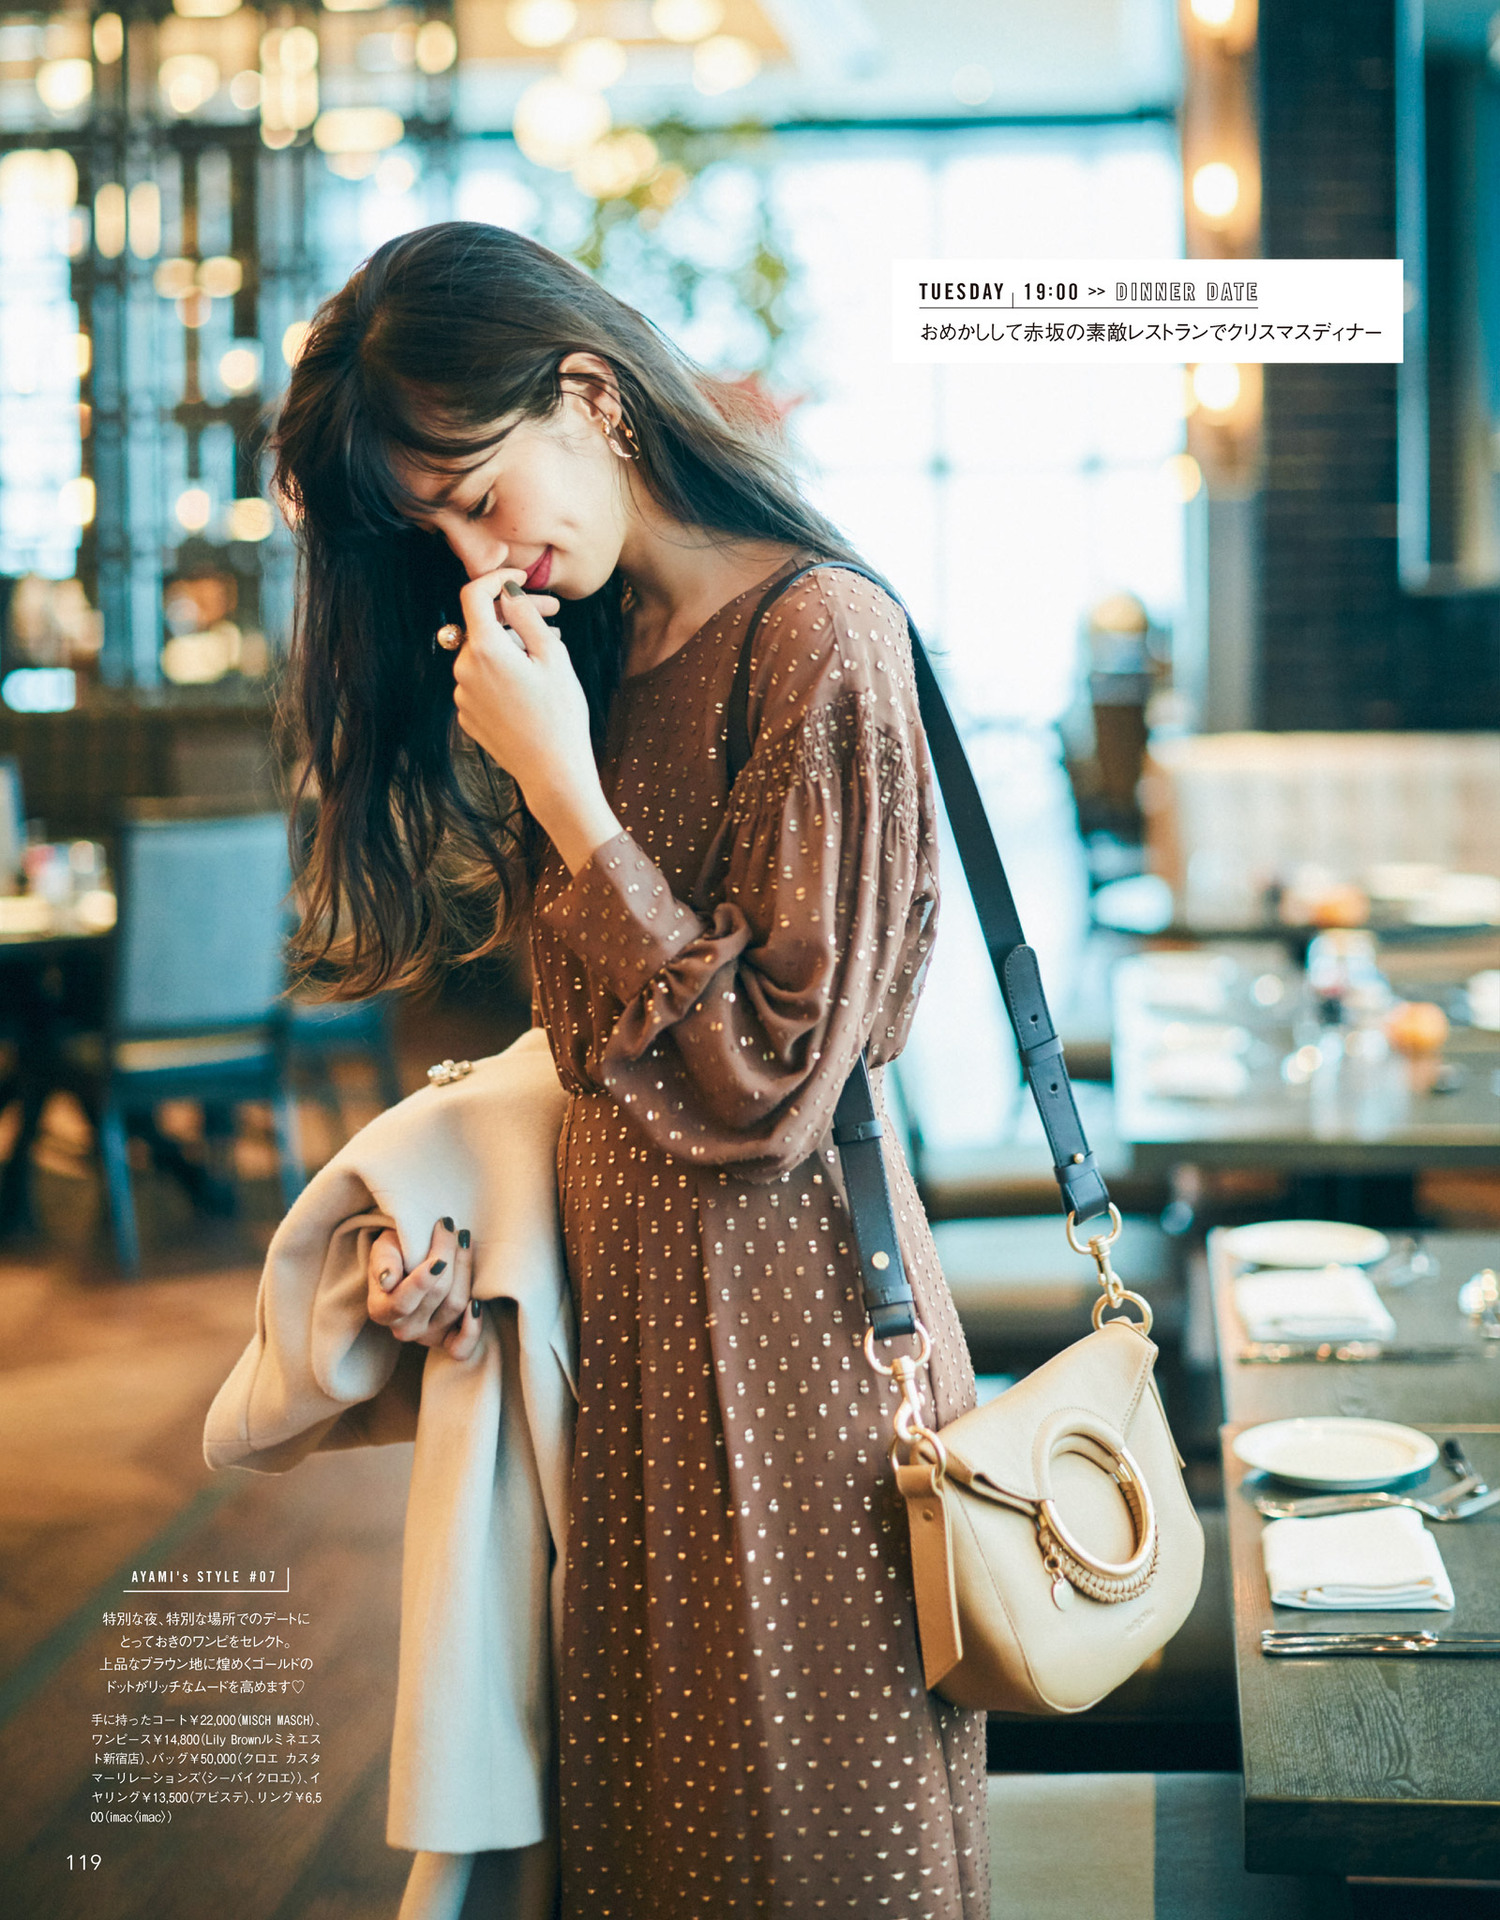 TUESDAY | 19:00 >> DINNER DATE
おめかしして赤坂の素敵レストランでクリスマスディナー
AYAMI's STYLE #07
特別な夜、特別な場所でのデートに
とっておきのワンピをセレクト。
上品なブラウン地に煌めくゴールドの
ドットがリッチなムードを高めます♡
手に持ったコート¥22,000(MISCH MASCH)、
ワンピース¥14,800(Lily Brownルミネエス
ト新宿店)、バッグ¥50,000(クロエ カスタ
マーリレーションズ〈シーバイクロエ〉)、イ
ヤリング¥13,500(アビステ)、リング¥6,5
00(imac〈imac〉)
119